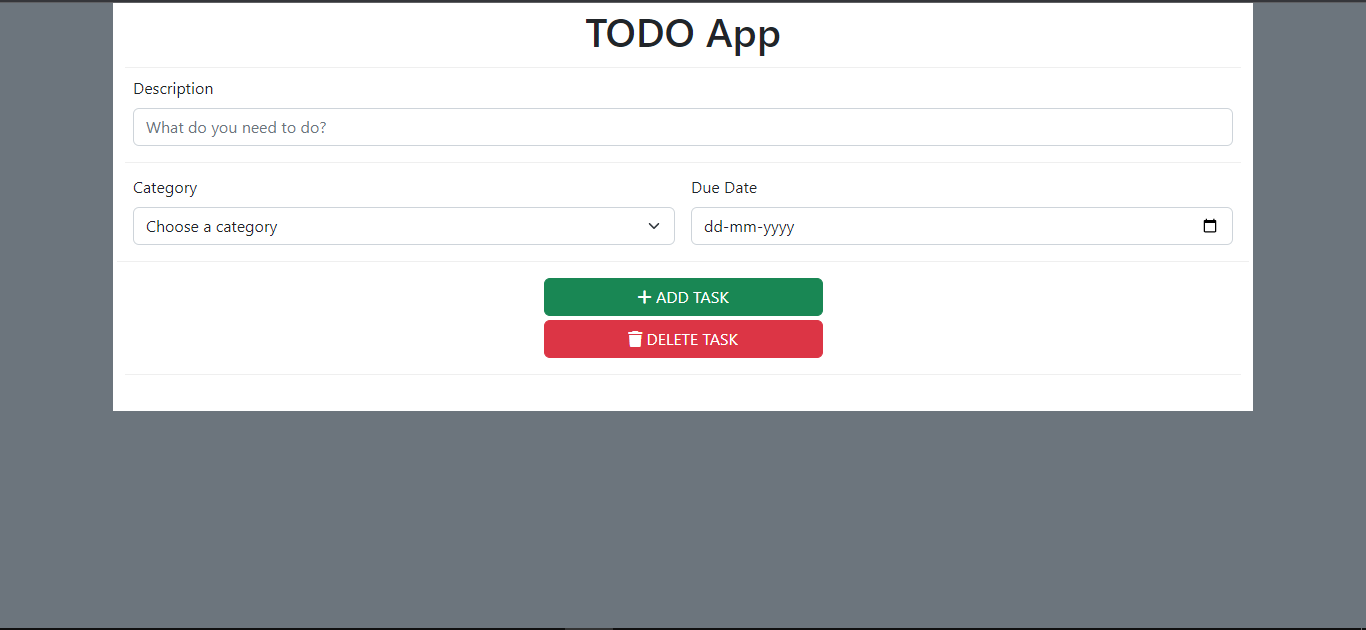 TODO App
Description
What do you need to do?
Category
Due Date
Choose a category
dd-mm-yyyy
ADD TASK
DELETE TASK